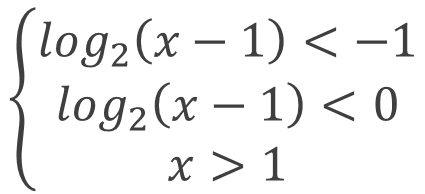 log₂(x − 1) < −1
log₂(x − 1) < 0
x > 1